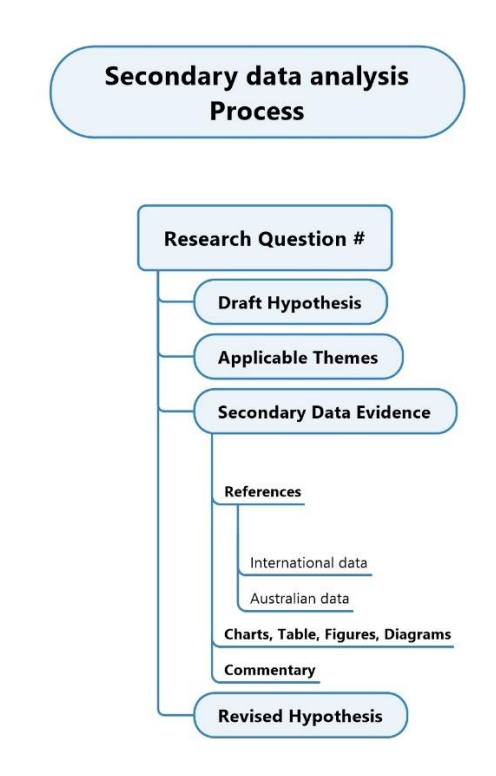 Secondary data analysis
Process
Research Question #
Draft Hypothesis
Applicable Themes
Secondary Data Evidence
References
International data
Australian data
Charts, Table, Figures, Diagrams
Commentary
Revised Hypothesis